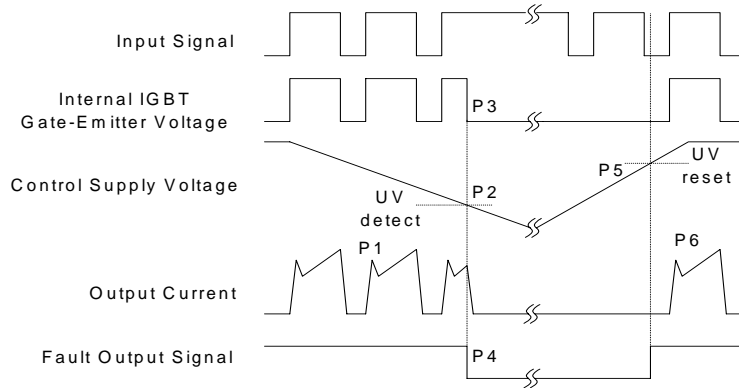 Input Signal
Internal IGBT
Gate-Emitter Voltage
P3
Control Supply Voltage
P2
UV
detect
P5
UV
reset
P1
P6
Output Current
Fault Output Signal
P4